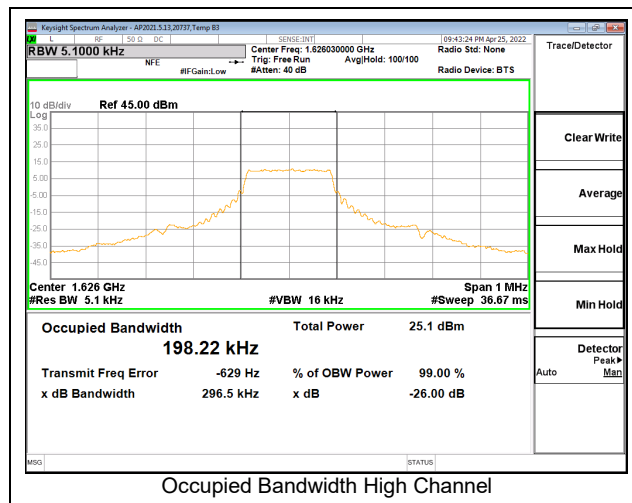 Keysight Spectrum Analyzer - AP2021.5.13,20737,Temp B3
L RF 50 Ω DC SENSE:INT 09:43:24 PM Apr 25, 2022
RBW 5.1000 kHz Center Freq: 1.626030000 GHz Radio Std: None Trace/Detector
NFE Trig: Free Run Avg|Hold: 100/100
#IFGain:Low #Atten: 40 dB Radio Device: BTS
10 dB/div Ref 45.00 dBm
Log
35.0
25.0
15.0
5.00
-5.00
-15.0
-25.0
-35.0
-45.0
Clear Write
Average
Max Hold
Min Hold
Detector
Peak▶
Auto Man
Center 1.626 GHz Span 1 MHz
#Res BW 5.1 kHz #VBW 16 kHz #Sweep 36.67 ms
Occupied Bandwidth Total Power 25.1 dBm
198.22 kHz
Transmit Freq Error -629 Hz % of OBW Power 99.00 %
x dB Bandwidth 296.5 kHz x dB -26.00 dB
MSG STATUS
Occupied Bandwidth High Channel